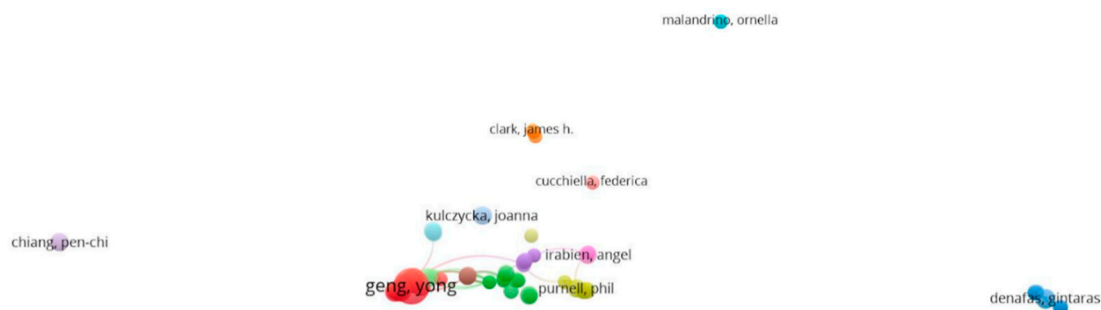 malandrino, ornella
clark, james h.
cucchiella, federica
kulczycka, joanna
chiang, pen-chi
irabien, angel
geng, yong
purnell, phil
denafas, gintaras